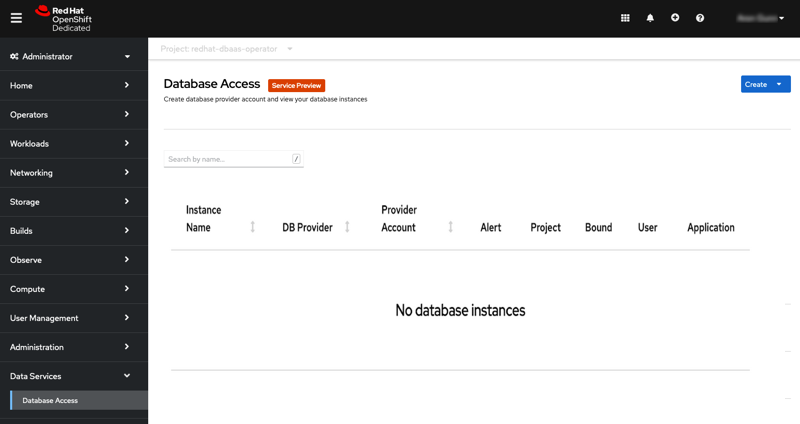 Red Hat
OpenShift
Dedicated
Administrator
Home
Operators
Workloads
Networking
Storage
Builds
Observe
Compute
User Management
Administration
Data Services
Database Access
Project: redhat-dbaas-operator
Database Access Service Preview
Create
Create database provider account and view your database instances
Search by name... /
Instance
Name
DB Provider
Provider
Account
Alert
Project
Bound
User
Application
No database instances